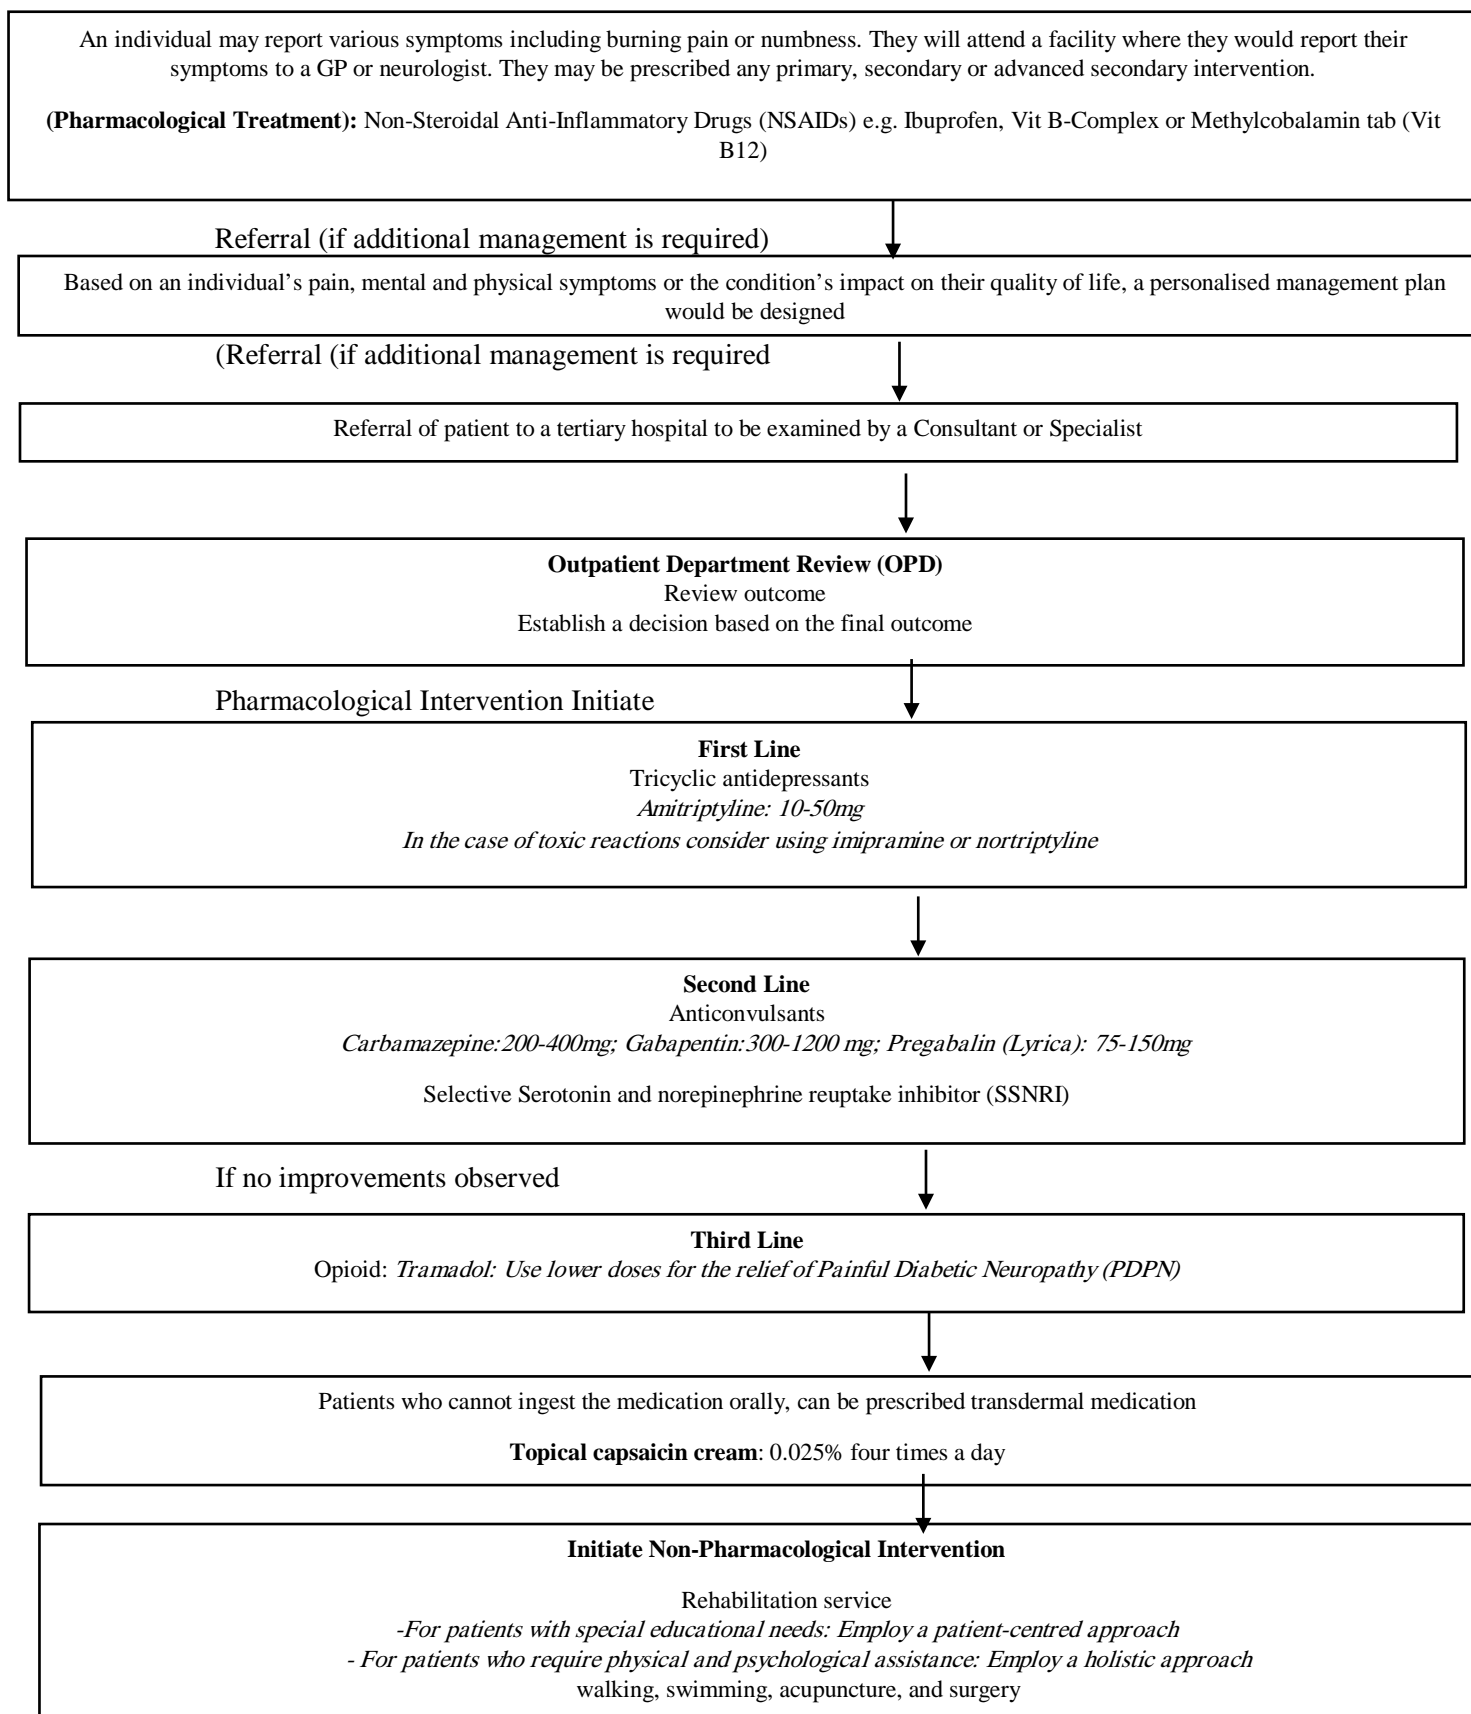 An individual may report various symptoms including burning pain or numbness. They will attend a facility where they would report their
symptoms to a GP or neurologist. They may be prescribed any primary, secondary or advanced secondary intervention.
(Pharmacological Treatment): Non-Steroidal Anti-Inflammatory Drugs (NSAIDs) e.g. Ibuprofen, Vit B-Complex or Methylcobalamin tab (Vit
B12)
Referral (if additional management is required)
Based on an individual’s pain, mental and physical symptoms or the condition’s impact on their quality of life, a personalised management plan
would be designed
(Referral (if additional management is required
Referral of patient to a tertiary hospital to be examined by a Consultant or Specialist
Outpatient Department Review (OPD)
Review outcome
Establish a decision based on the final outcome
Pharmacological Intervention Initiate
First Line
Tricyclic antidepressants
Amitriptyline: 10-50mg
In the case of toxic reactions consider using imipramine or nortriptyline
Second Line
Anticonvulsants
Carbamazepine:200-400mg; Gabapentin:300-1200 mg; Pregabalin (Lyrica): 75-150mg
Selective Serotonin and norepinephrine reuptake inhibitor (SSNRI)
If no improvements observed
Third Line
Opioid: Tramadol: Use lower doses for the relief of Painful Diabetic Neuropathy (PDPN)
Patients who cannot ingest the medication orally, can be prescribed transdermal medication
Topical capsaicin cream: 0.025% four times a day
Initiate Non-Pharmacological Intervention
Rehabilitation service
-For patients with special educational needs: Employ a patient-centred approach
- For patients who require physical and psychological assistance: Employ a holistic approach
walking, swimming, acupuncture, and surgery